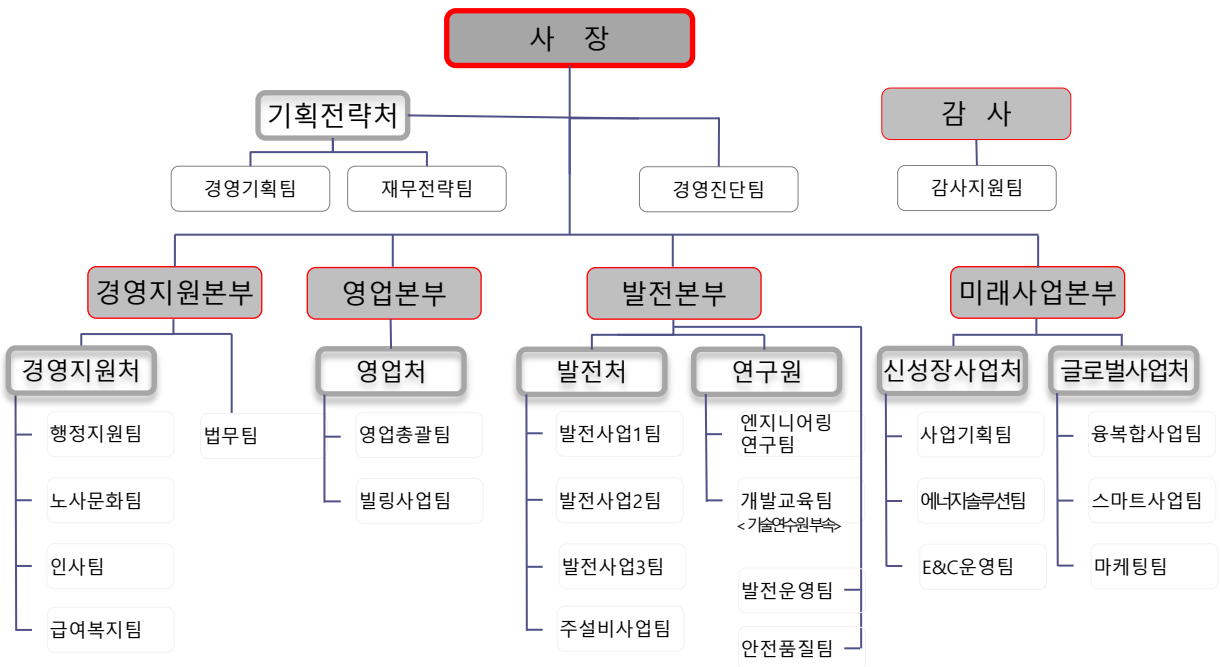 사 장
기획전략처
감 사
경영기획팀
재무전략팀
경영진단팀
감사지원팀
경영지원본부
영업본부
발전본부
미래사업본부
경영지원처
영업처
발전처
연구원
신성장사업처
글로벌사업처
행정지원팀
법무팀
영업총괄팀
발전사업1팀
엔지니어링
연구팀
사업기획팀
융복합사업팀
노사문화팀
빌링사업팀
발전사업2팀
개발교육팀
<기술연수원부속>
에너지솔루션팀
스마트사업팀
인사팀
발전사업3팀
발전운영팀
E&C운영팀
마케팅팀
급여복지팀
주설비사업팀
안전품질팀